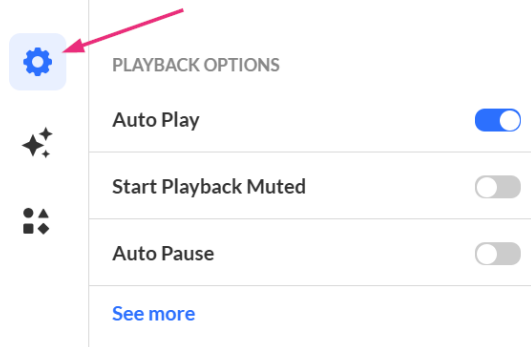 PLAYBACK OPTIONS
Auto Play
Start Playback Muted
Auto Pause
See more